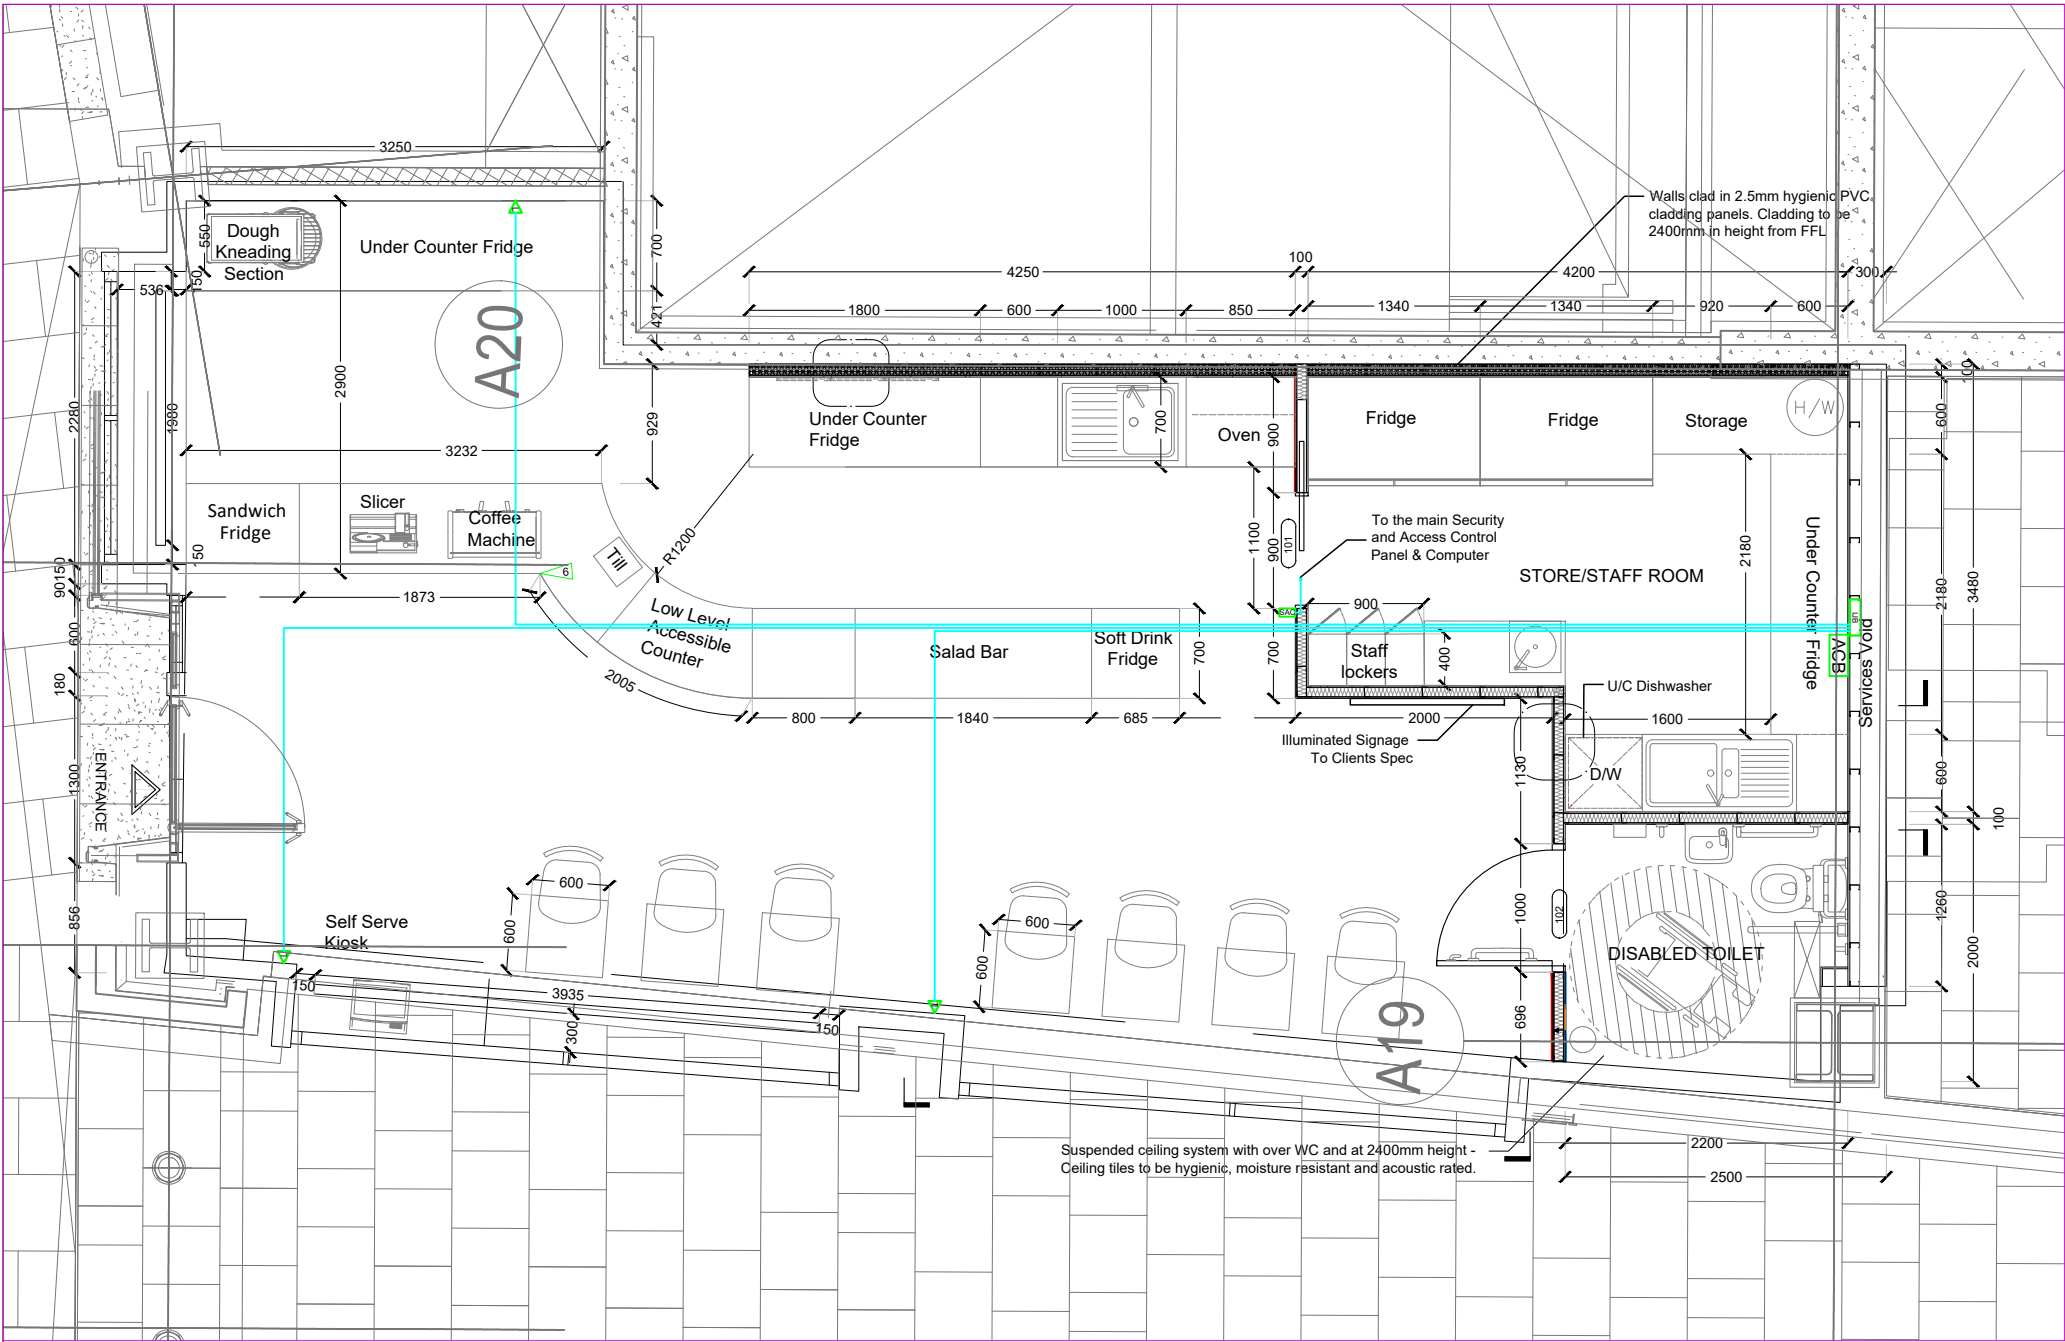 3250
Walls clad in 2.5mm hygienic PVC
cladding panels. Cladding to be
2400mm in height from FFL
Dough
Kneading
Section
550
150
Under Counter Fridge
700
421
536
4250
100
4200
300
1800
600
1000
850
1340
1340
920
600
A20
2280
1980
2900
929
3232
Under Counter
Fridge
700
Oven
900
Fridge
Fridge
Storage
H/W
100
600
Sandwich
Fridge
Slicer
Coffee
Machine
Till
R1200
1100
900
101
To the main Security
and Access Control
Panel & Computer
STORE/STAFF ROOM
2180
Under Counter Fridge
2180
3480
150
150
90
600
180
1300
856
1873
6
Low Level
Accessible
Counter
2005
Salad Bar
Soft Drink
Fridge
700
700
SAC
900
Staff
lockers
400
UB
ACB
Services Void
U/C Dishwasher
800
1840
685
2000
1600
Illuminated Signage
To Clients Spec
1130
D/W
600
100
ENTRANCE
Self Serve
Kiosk
600
600
600
600
1000
102
DISABLED TOILET
1260
2000
150
3935
300
150
A19
696
Suspended ceiling system with over WC and at 2400mm height -
Ceiling tiles to be hygienic, moisture resistant and acoustic rated.
2200
2500